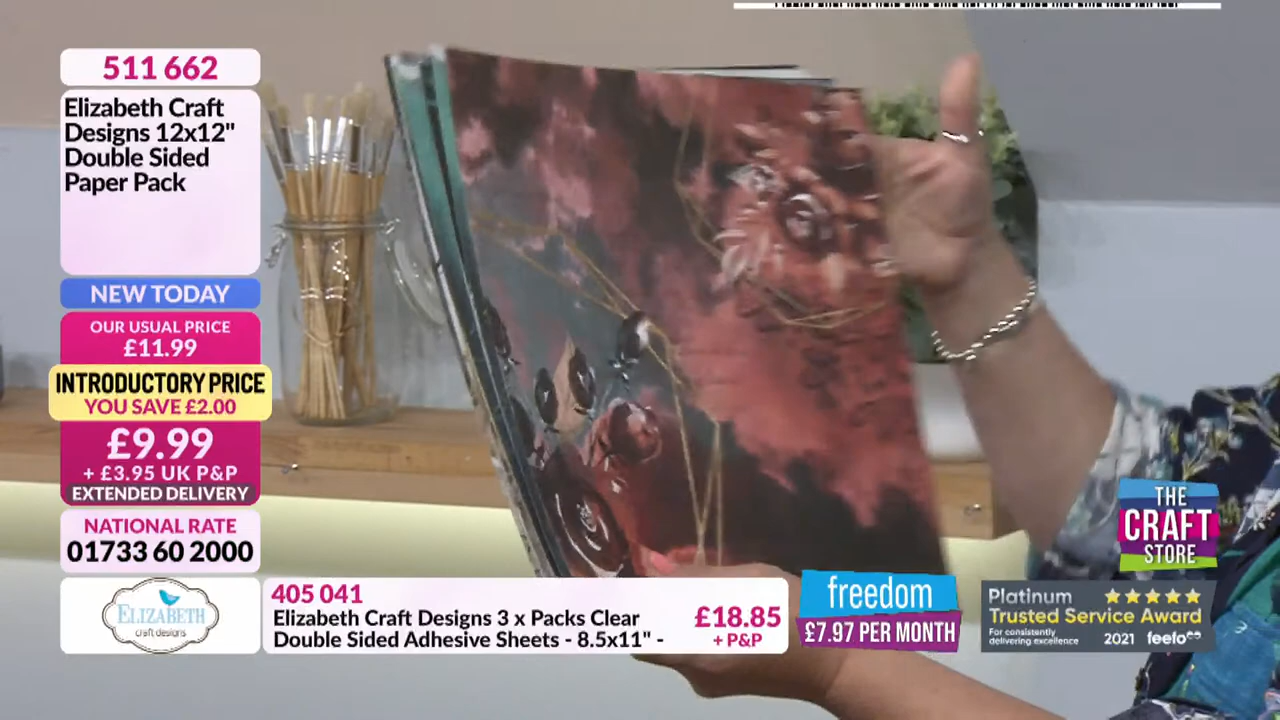 511 662
Elizabeth Craft
Designs 12x12"
Double Sided
Paper Pack
NEW TODAY
OUR USUAL PRICE
£11.99
INTRODUCTORY PRICE
YOU SAVE £2.00
£9.99
+ £3.95 UK P&P
EXTENDED DELIVERY
NATIONAL RATE
01733 60 2000
ELIZABETH
craft designs
405 041
Elizabeth Craft Designs 3 x Packs Clear
Double Sided Adhesive Sheets - 8.5x11" -
£18.85
+ P&P
freedom
£7.97 PER MONTH
THE
CRAFT
STORE
Platinum
Trusted Service Award
For consistently
delivering excellence
2021 feefo